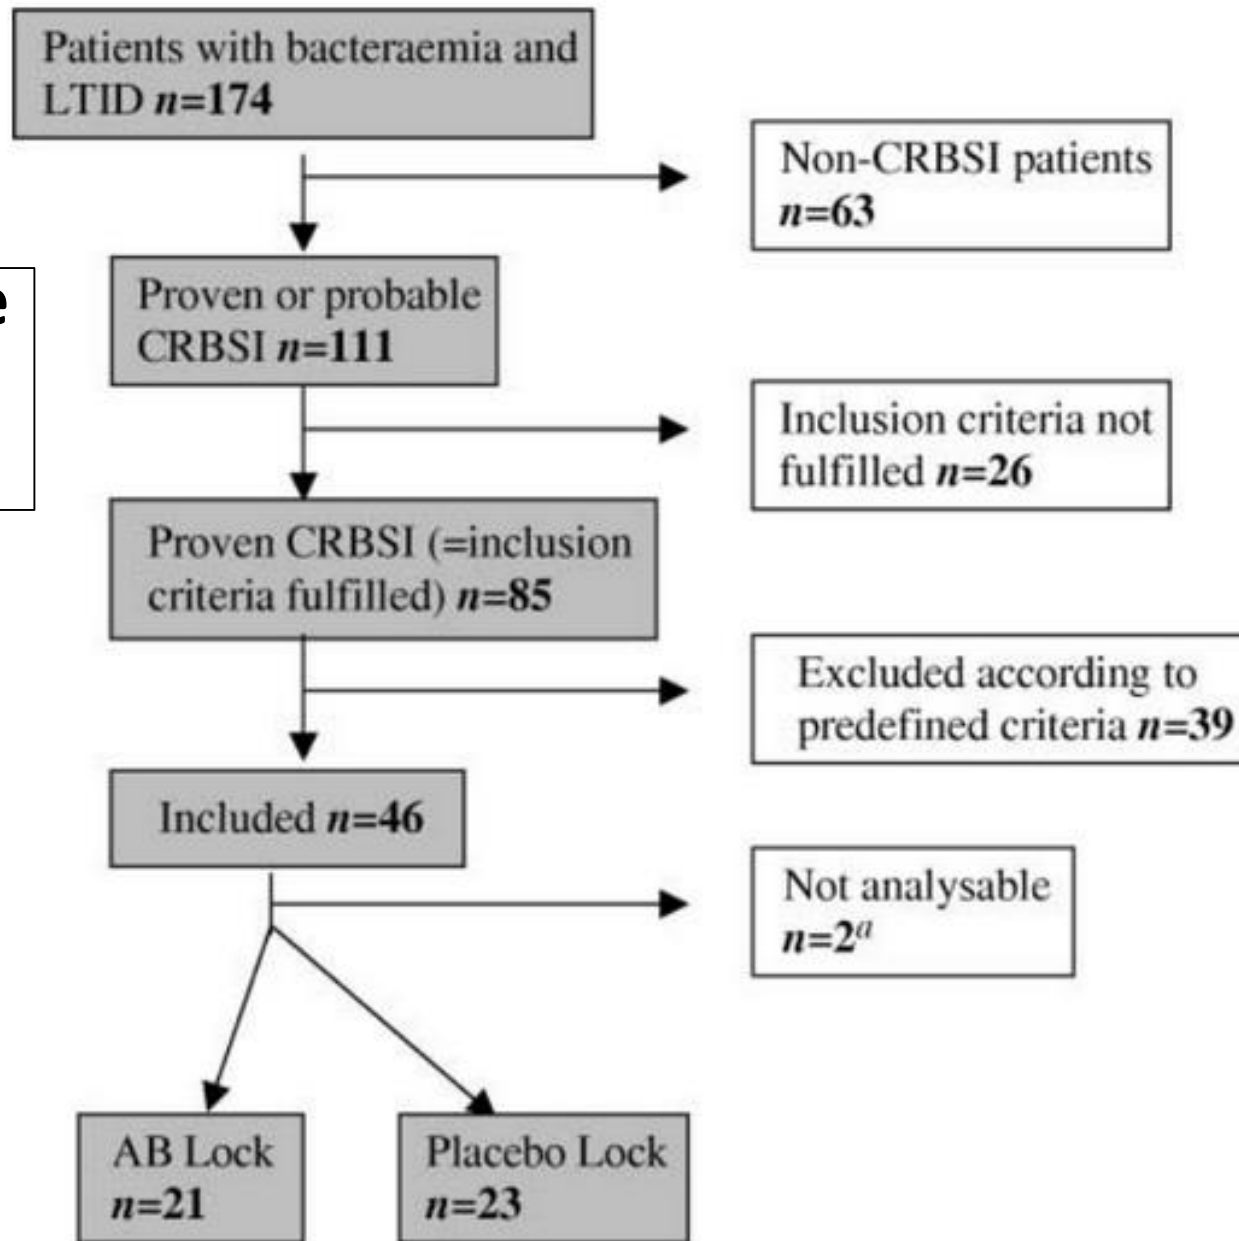 Patients with bacteraemia and
LTID n=174
Non-CRBSI patients
n=63
e
Proven or probable
CRBSI n=111
Inclusion criteria not
fulfilled n=26
Proven CRBSI (=inclusion
criteria fulfilled) n=85
Excluded according to
predefined criteria n=39
Included n=46
Not analysable
n=2ᵃ
AB Lock
n=21
Placebo Lock
n=23